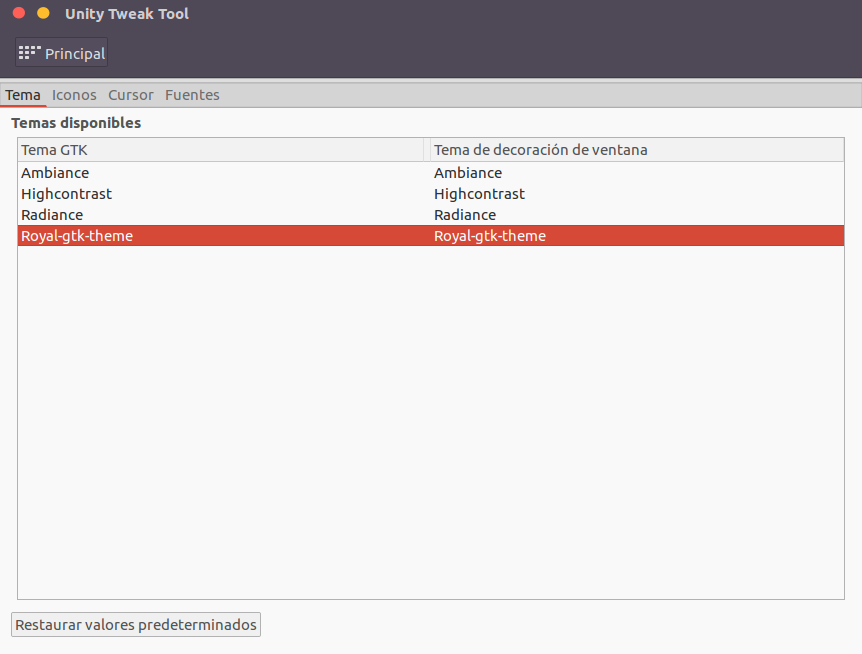 Unity Tweak Tool
Principal
Tema Iconos Cursor Fuentes
Temas disponibles
Tema GTK Tema de decoración de ventana
Ambiance Ambiance
Highcontrast Highcontrast
Radiance Radiance
Royal-gtk-theme Royal-gtk-theme
Restaurar valores predeterminados